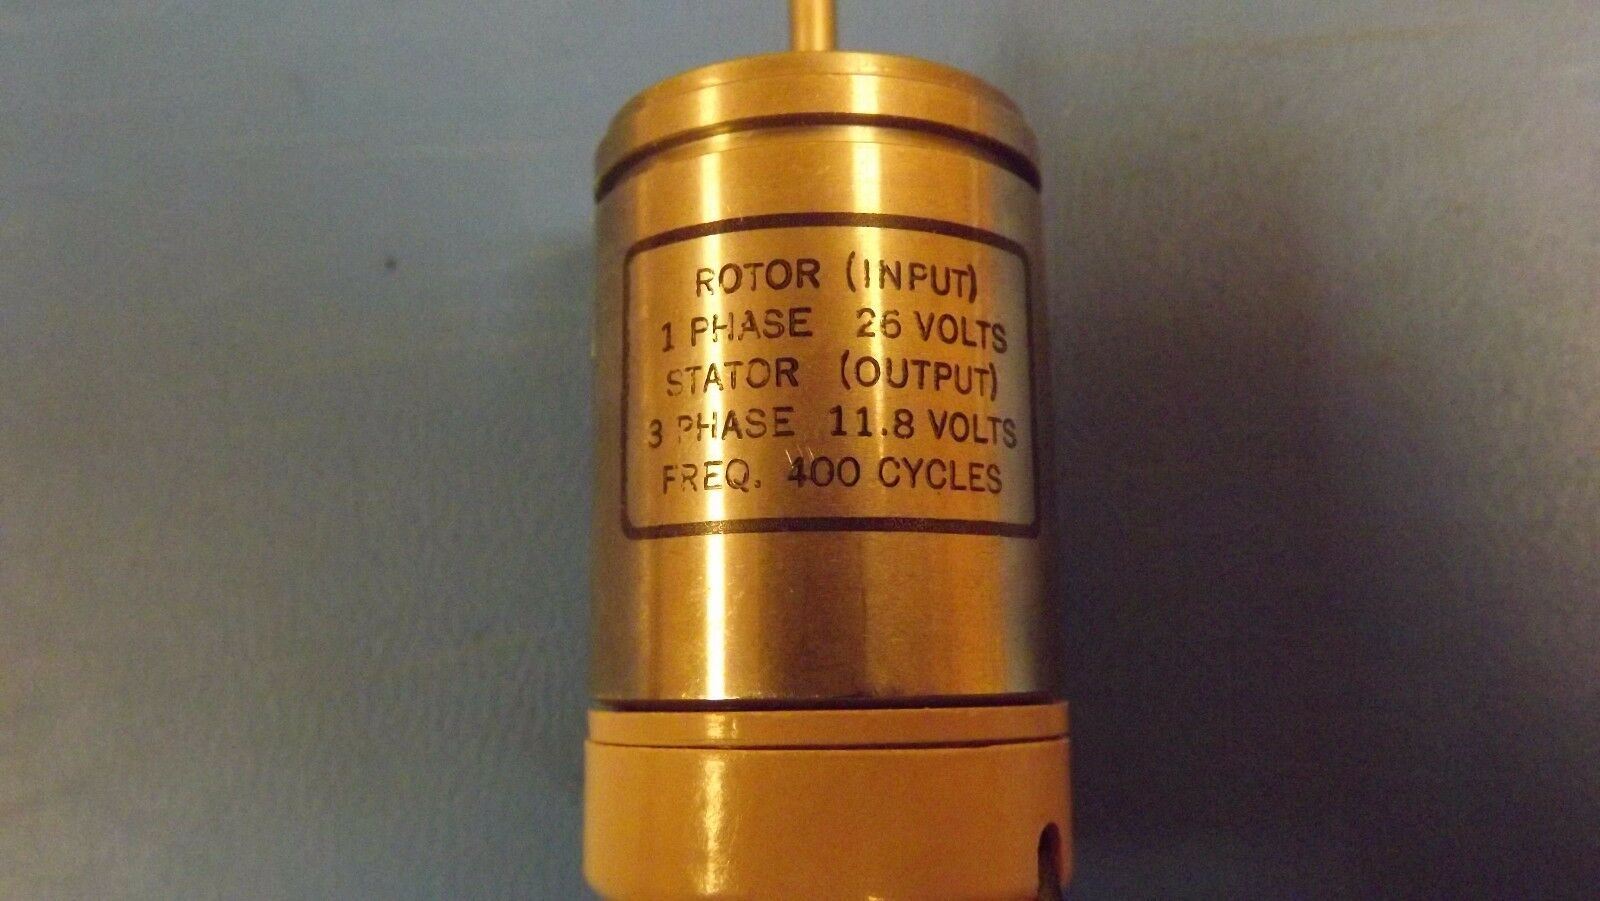 ROTOR (INPUT)
1 PHASE 26 VOLTS
STATOR (OUTPUT)
3 PHASE 11.8 VOLTS
FREQ. 400 CYCLES